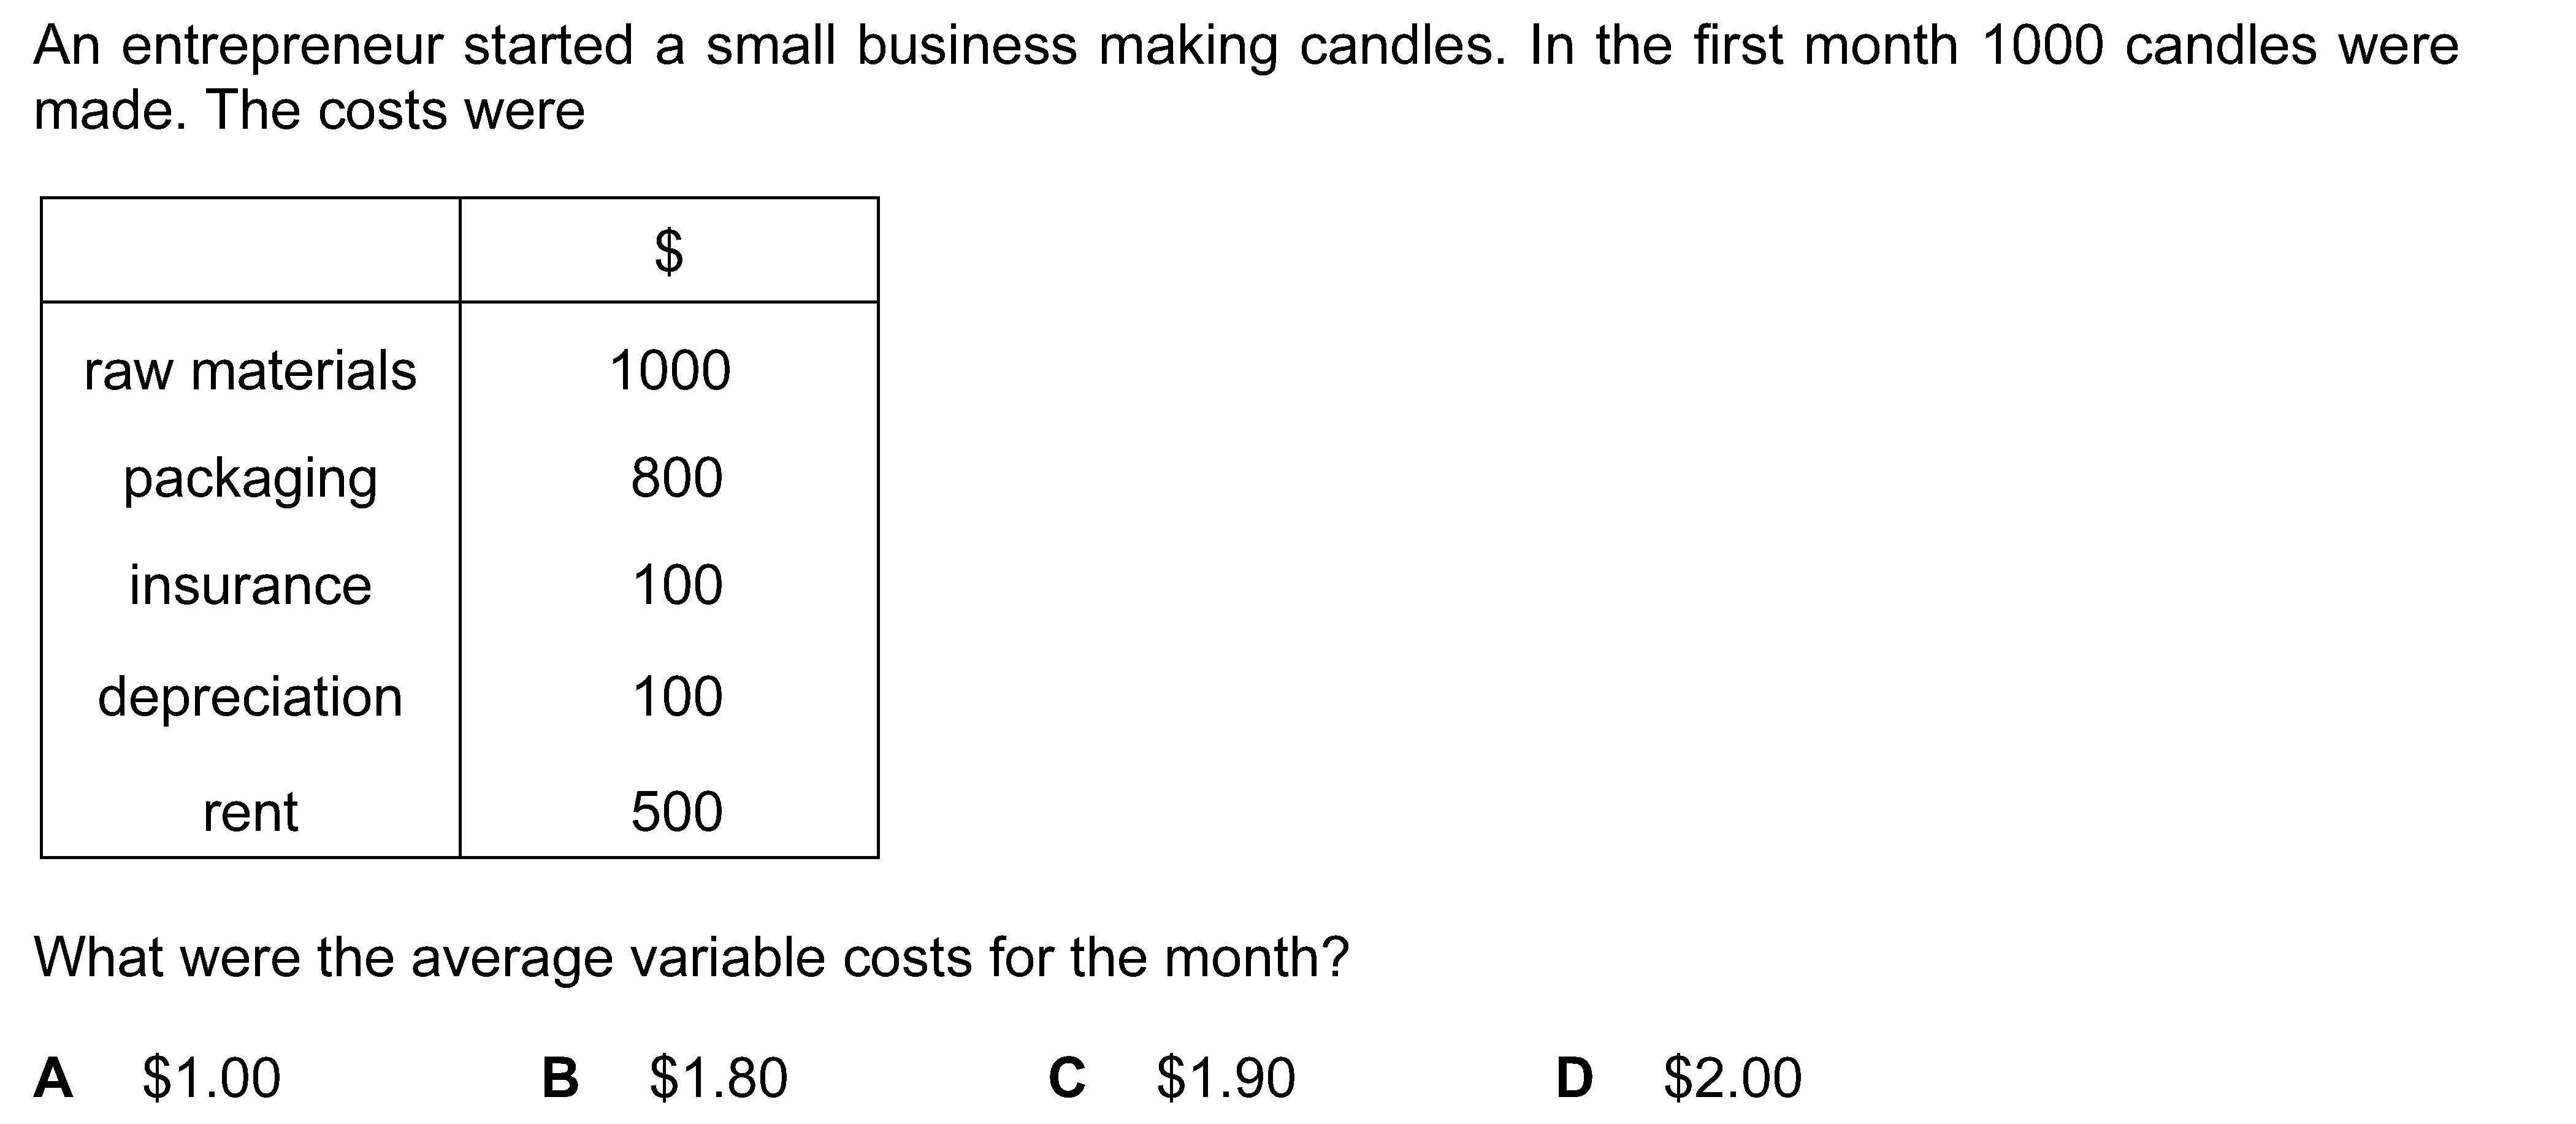 An entrepreneur started a small business making candles. In the first month 1000 candles were
made. The costs were
$
raw materials 1000
packaging 800
insurance 100
depreciation 100
rent 500
What were the average variable costs for the month?
A $1.00 B $1.80 C $1.90 D $2.00